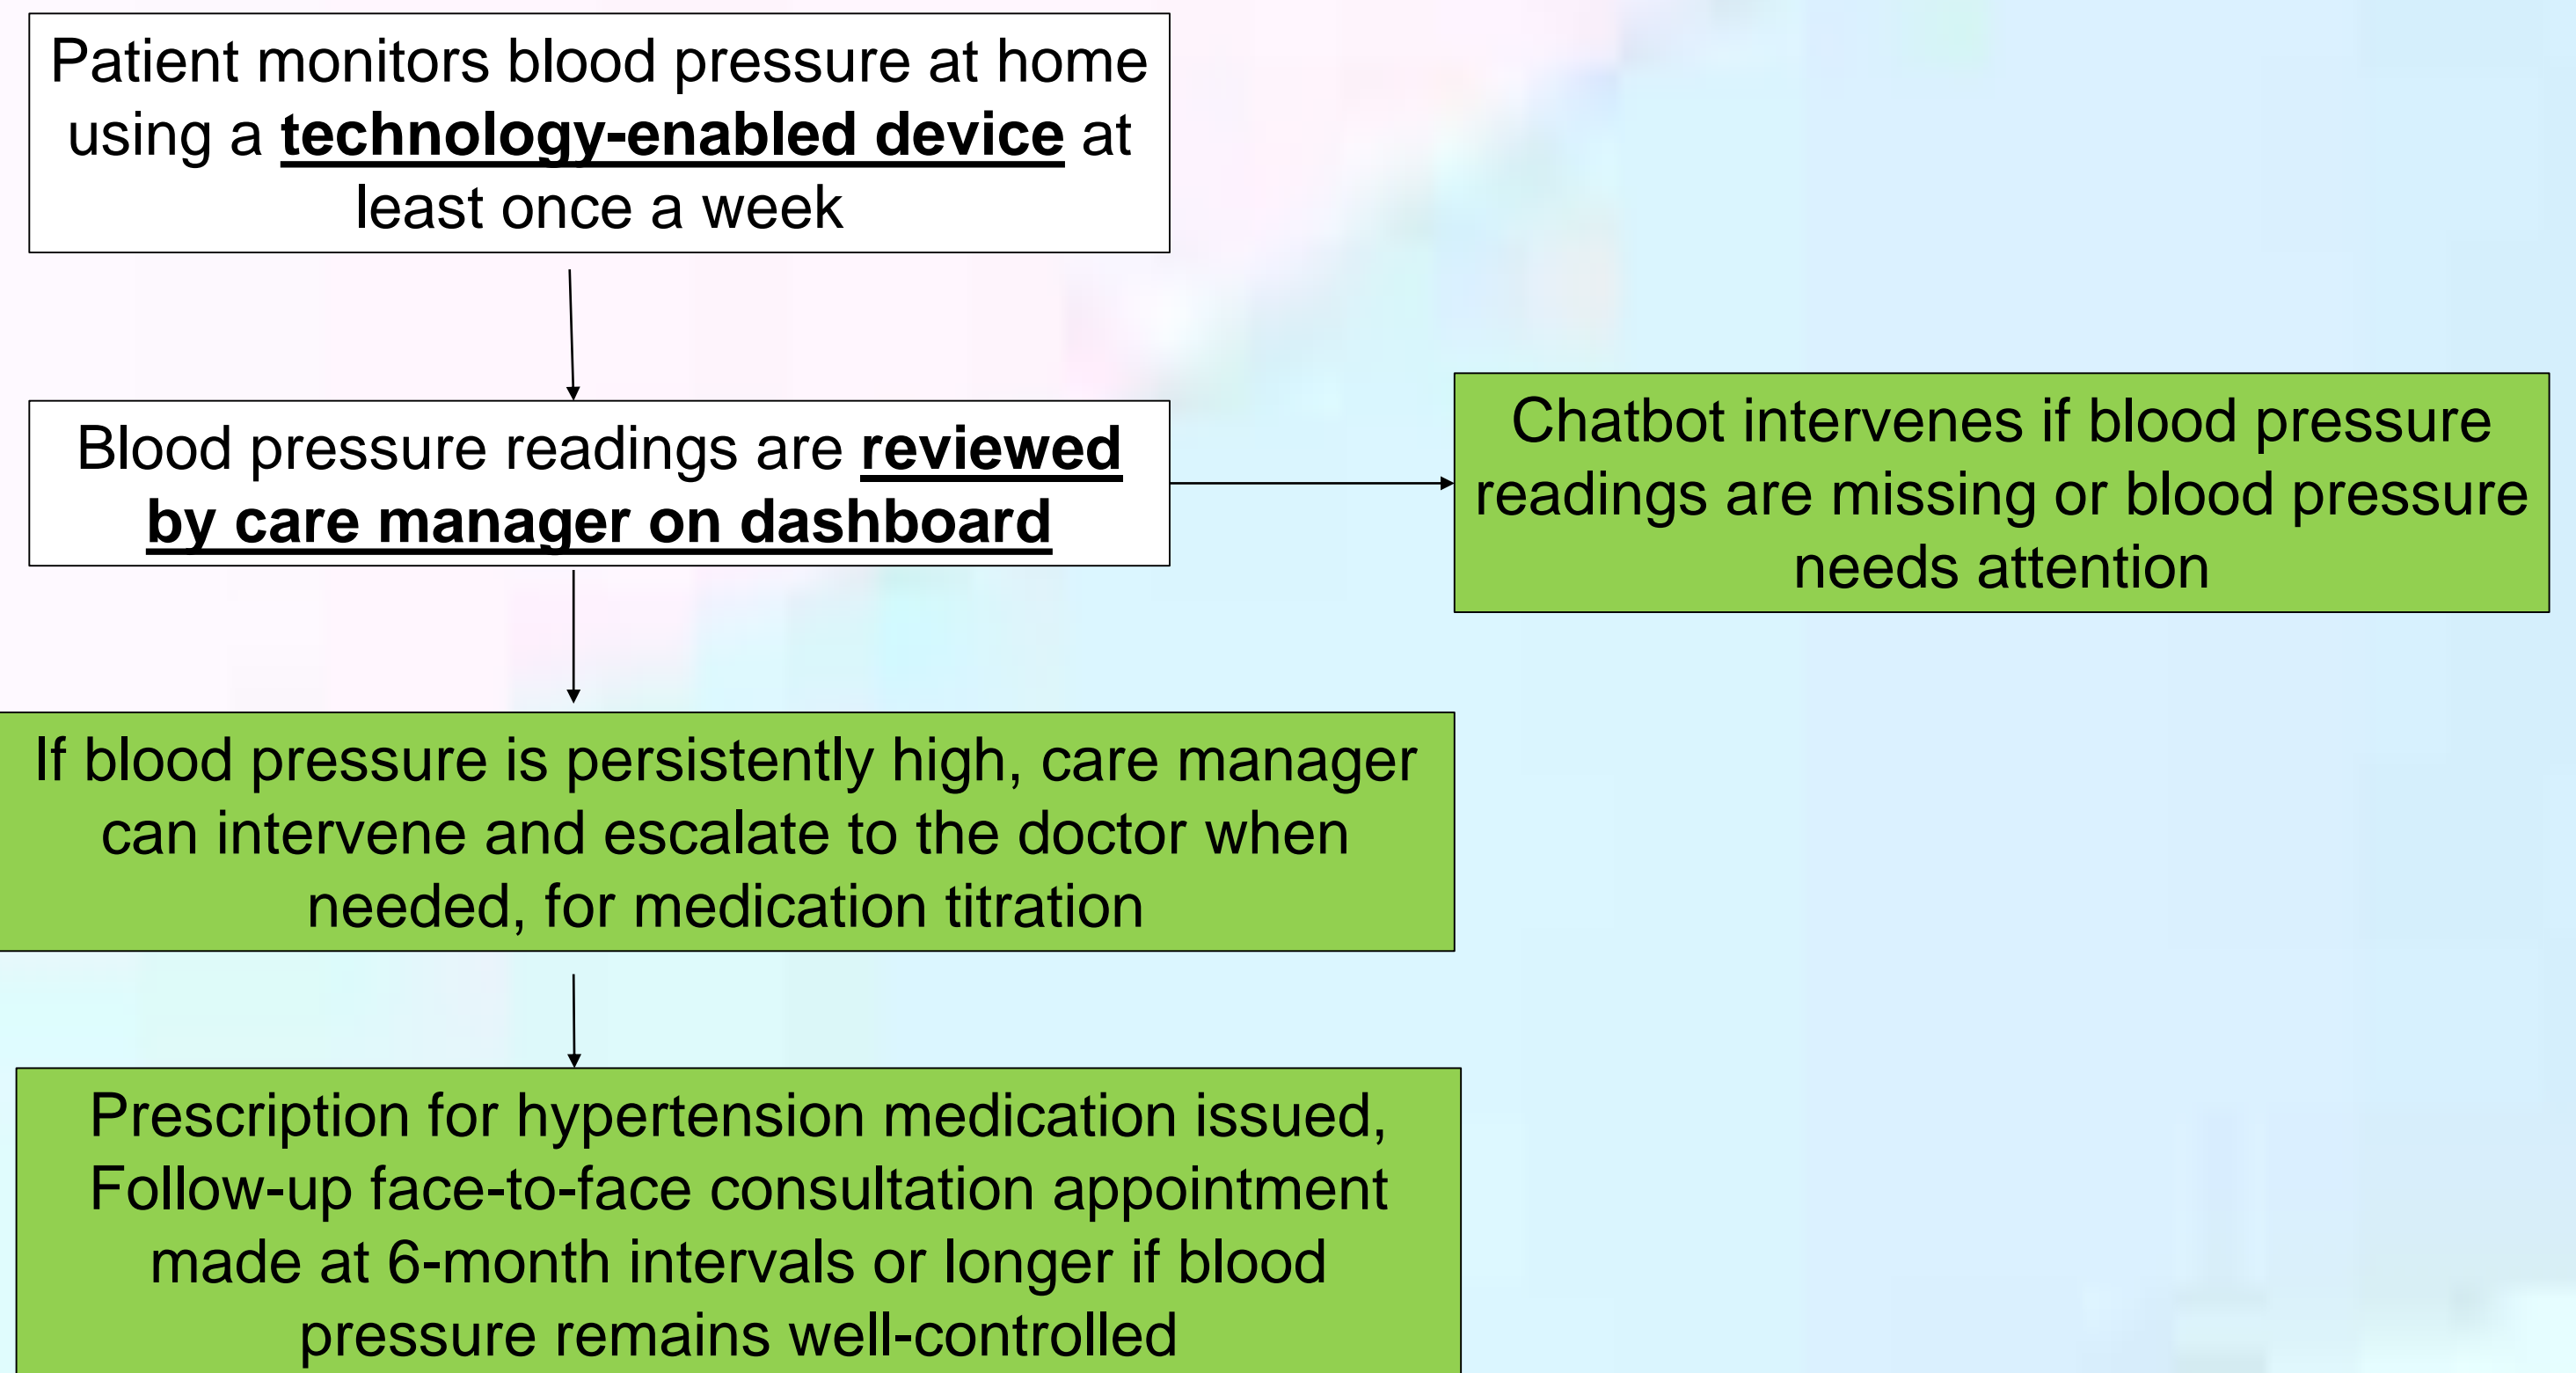 Patient monitors blood pressure at home
using a technology-enabled device at
least once a week
Blood pressure readings are reviewed
by care manager on dashboard
Chatbot intervenes if blood pressure
readings are missing or blood pressure
needs attention
If blood pressure is persistently high, care manager
can intervene and escalate to the doctor when
needed, for medication titration
Prescription for hypertension medication issued,
Follow-up face-to-face consultation appointment
made at 6-month intervals or longer if blood
pressure remains well-controlled